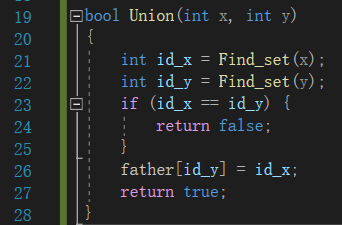 19 bool Union(int x, int y)
20 {
21 int id_x = Find_set(x);
22 int id_y = Find_set(y);
23 if (id_x == id_y) {
24 return false;
25 }
26 father[id_y] = id_x;
27 return true;
28 }